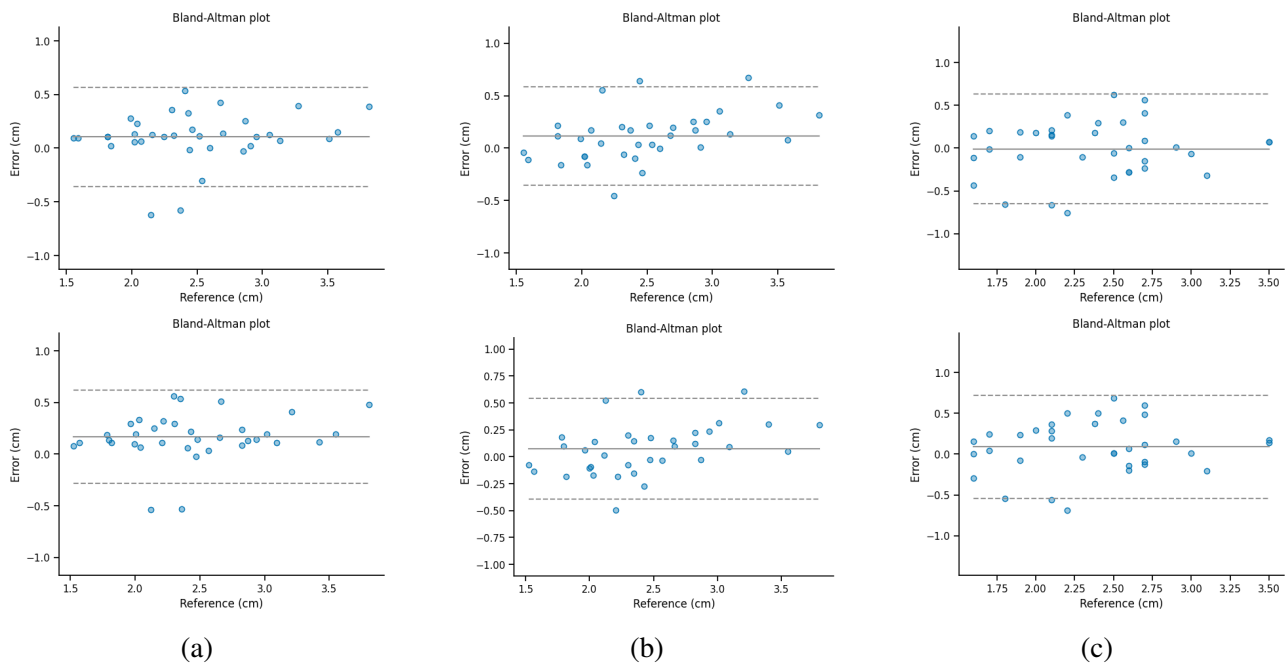 Bland-Altman plot
1.0
0.5
0.0
−0.5
−1.0
Error (cm)
1.5 2.0 2.5 3.0 3.5
Reference (cm)
Bland-Altman plot
1.0
0.5
0.0
−0.5
−1.0
Error (cm)
1.5 2.0 2.5 3.0 3.5
Reference (cm)
Bland-Altman plot
1.0
0.5
0.0
−0.5
−1.0
Error (cm)
1.75 2.00 2.25 2.50 2.75 3.00 3.25 3.50
Reference (cm)
Bland-Altman plot
1.0
0.5
0.0
−0.5
−1.0
Error (cm)
1.5 2.0 2.5 3.0 3.5
Reference (cm)
Bland-Altman plot
1.00
0.75
0.50
0.25
0.00
−0.25
−0.50
−0.75
−1.00
Error (cm)
1.5 2.0 2.5 3.0 3.5
Reference (cm)
Bland-Altman plot
1.0
0.5
0.0
−0.5
−1.0
Error (cm)
1.75 2.00 2.25 2.50 2.75 3.00 3.25 3.50
Reference (cm)
(a) (b) (c)